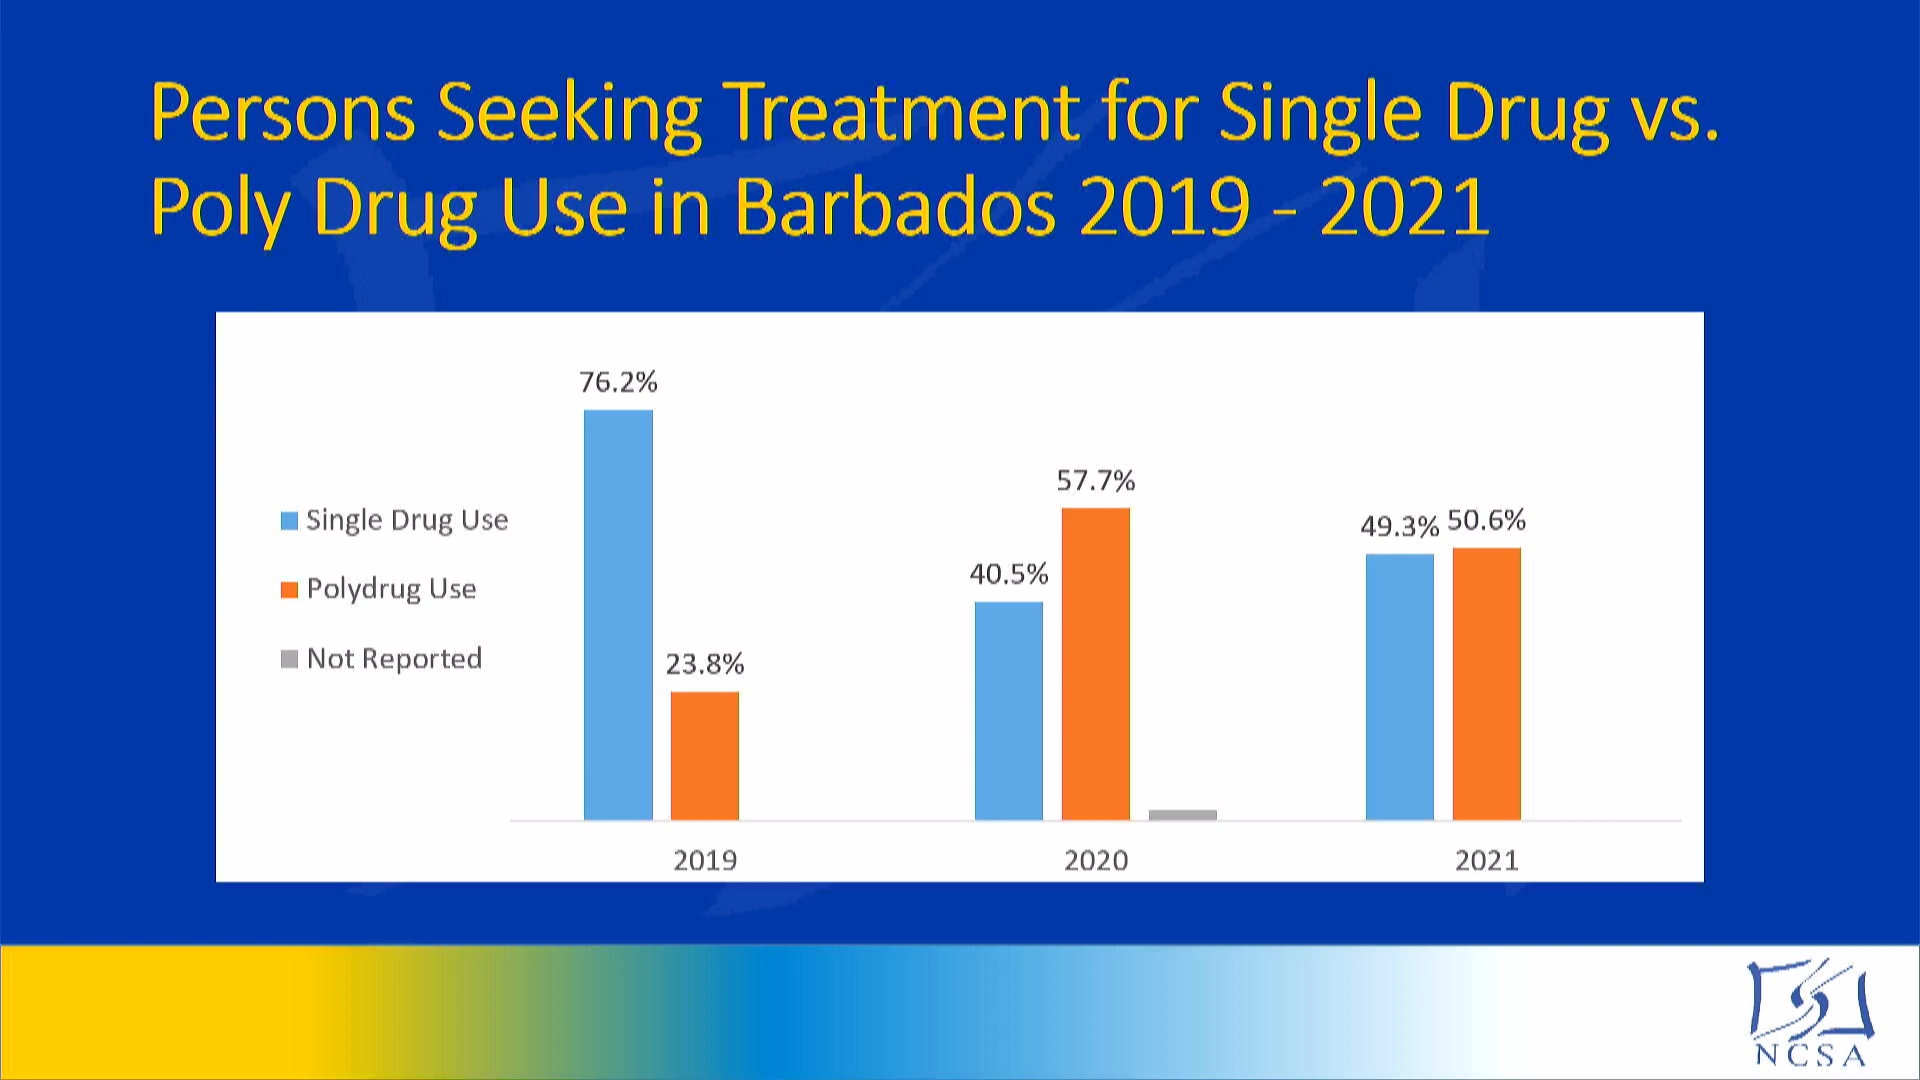 Persons Seeking Treatment for Single Drug vs.
Poly Drug Use in Barbados 2019 - 2021
76.2%
57.7%
49.3% 50.6%
40.5%
23.8%
Single Drug Use
Polydrug Use
Not Reported
2019 2020 2021
NCSA